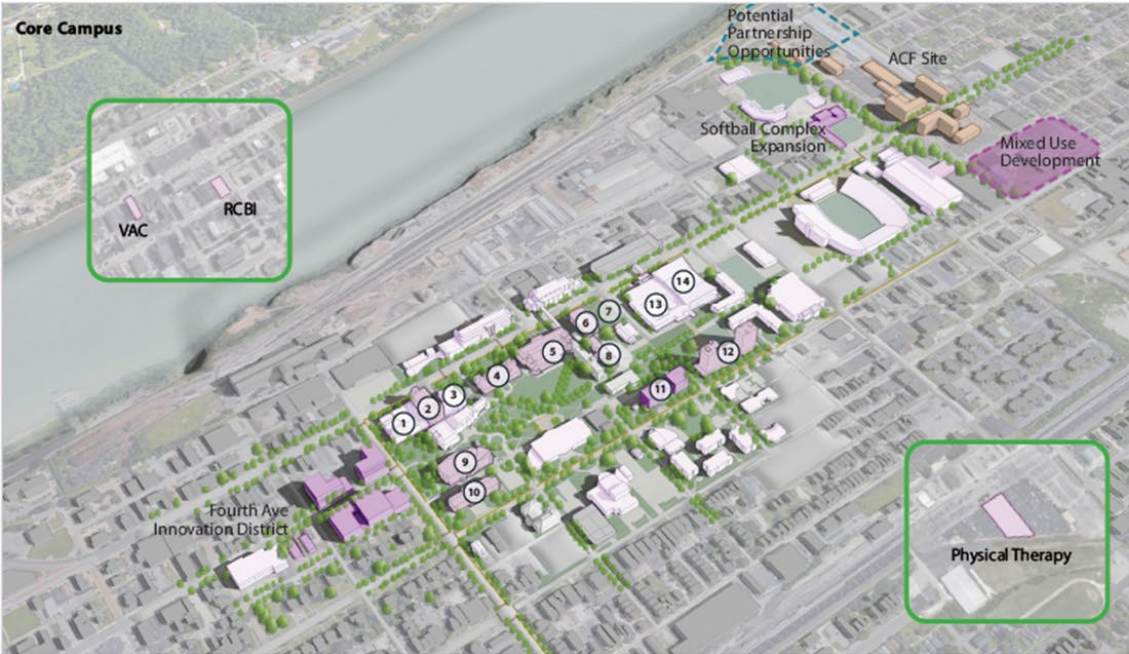 Core Campus
Potential
Partnership
Opportunities
ACF Site
Softball Complex
Expansion
Mixed Use
Development
VAC
RCBI
14
13
7
6
5
8
12
4
11
3
2
1
9
10
Fourth Ave
Innovation District
Physical Therapy